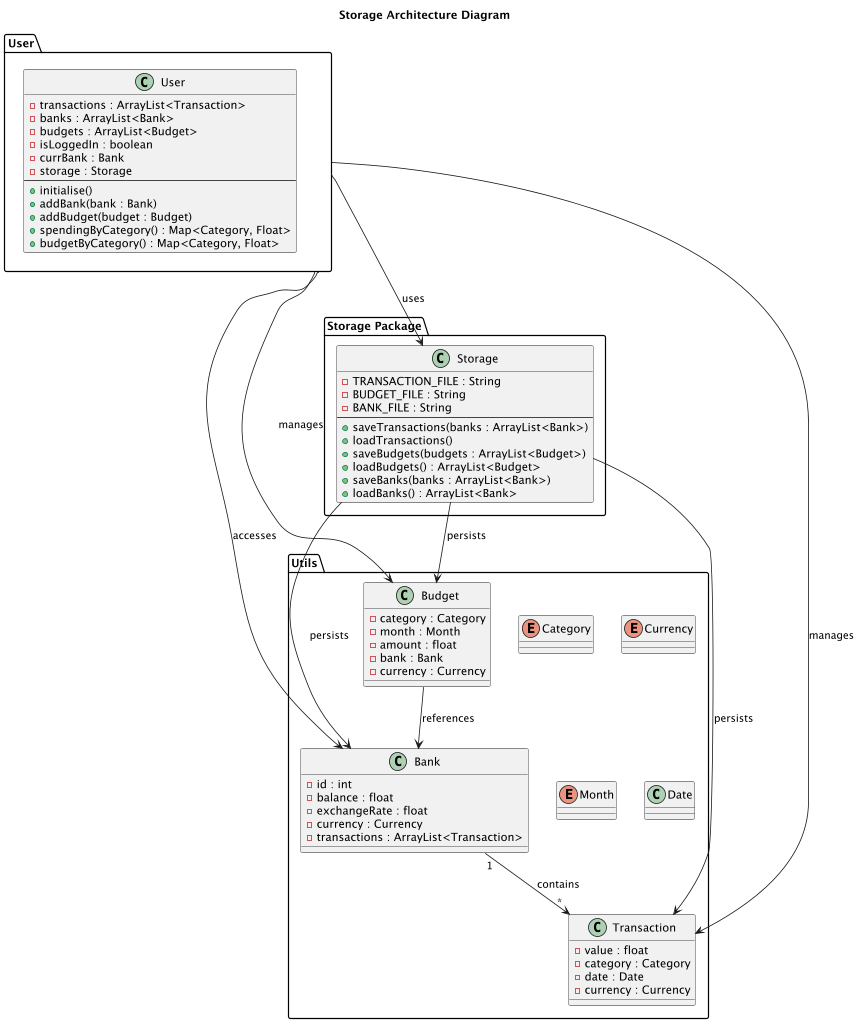 Storage Architecture Diagram
User
C User
transactions : ArrayList<Transaction>
banks : ArrayList<Bank>
budgets : ArrayList<Budget>
isLoggedIn : boolean
currBank : Bank
storage : Storage
initialise()
addBank(bank : Bank)
addBudget(budget : Budget)
spendingByCategory() : Map<Category, Float>
budgetByCategory() : Map<Category, Float>
uses
Storage Package
C Storage
TRANSACTION_FILE : String
BUDGET_FILE : String
BANK_FILE : String
saveTransactions(banks : ArrayList<Bank>)
loadTransactions()
saveBudgets(budgets : ArrayList<Budget>)
loadBudgets() : ArrayList<Budget>
saveBanks(banks : ArrayList<Bank>)
loadBanks() : ArrayList<Bank>
manages
accesses
persists
Utils
C Budget
category : Category
month : Month
amount : float
bank : Bank
currency : Currency
E Category
E Currency
persists
manages
references
persists
C Bank
id : int
balance : float
exchangeRate : float
currency : Currency
transactions : ArrayList<Transaction>
E Month
C Date
1
contains
*
C Transaction
value : float
category : Category
date : Date
currency : Currency